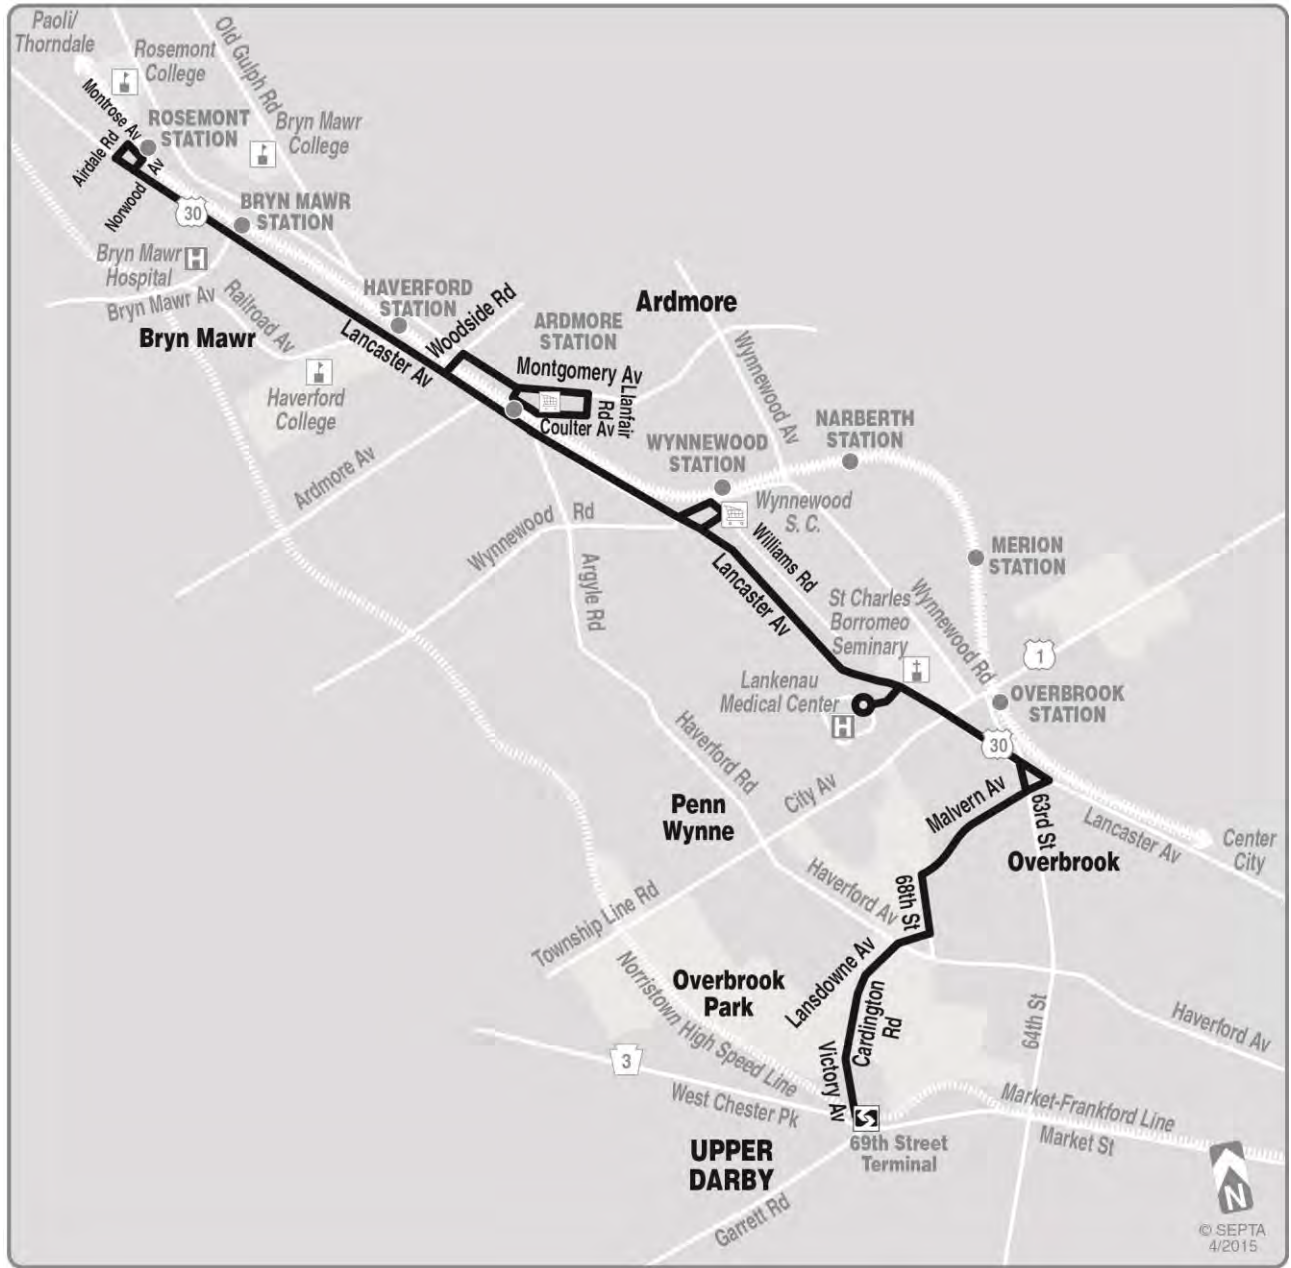 Paoli/
Thorndale
Rosemont
College
Old Gulph Rd
Montrose Av
ROSEMONT
STATION
Bryn Mawr
College
Airdale Rd
Av
Norwood
30
BRYN MAWR
STATION
Bryn Mawr
Hospital
H
Bryn Mawr Av
Railroad Av
HAVERFORD
STATION
Woodside Rd
Ardmore
ARDMORE
STATION
Bryn Mawr
Lancaster Av
Montgomery Av
Llanfair
Rd
Coulter Av
Wynnewood Av
Haverford
College
NARBERTH
STATION
WYNNEWOOD
STATION
Ardmore Av
Wynnewood
S. C.
Wynnewood
Rd
Williams Rd
MERION
STATION
Argyle Rd
Lancaster Av
St Charles
Borromeo
Seminary
Wynnewood Rd
1
Lankenau
Medical Center
H
OVERBROOK
STATION
30
Haverford Rd
City Av
Malvern Av
63rd St
Penn
Wynne
Lancaster Av
Center
City
Overbrook
Haverford Av
68th St
Township Line Rd
Lansdowne Av
Overbrook
Park
Norristown High Speed Line
Cardington
Rd
64th St
Haverford Av
3
Victory Av
West Chester Pk
Market-Frankford Line
Market St
69th Street
Terminal
UPPER
DARBY
Garrett Rd
N
© SEPTA
4/2015